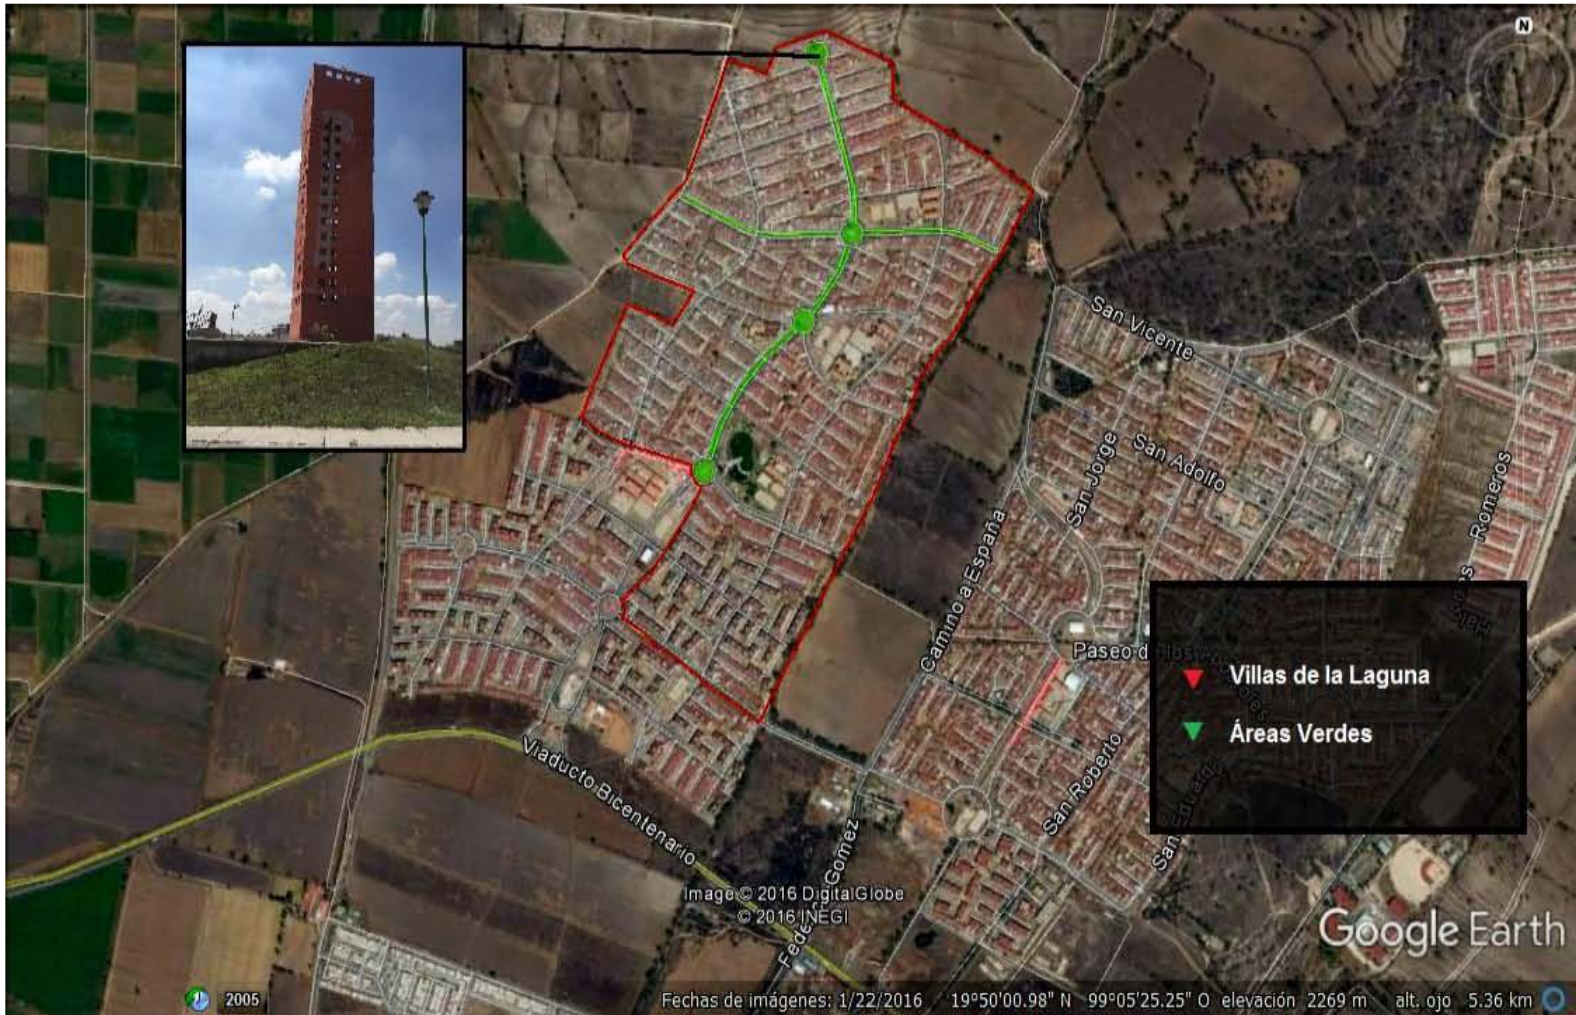 N
San Vicente
San Jorge
San Adolfo
Romeros
Camino a España
Paseo d
Villas de la Laguna
Áreas Verdes
San Roberto
Viaducto Bicentenario
Gomez
Image © 2016 DigitalGlobe
© 2016 INEGI
Google Earth
2005
Fechas de imágenes: 1/22/2016 19°50'00.98" N 99°05'25.25" O elevación 2269 m alt. ojo 5.36 km